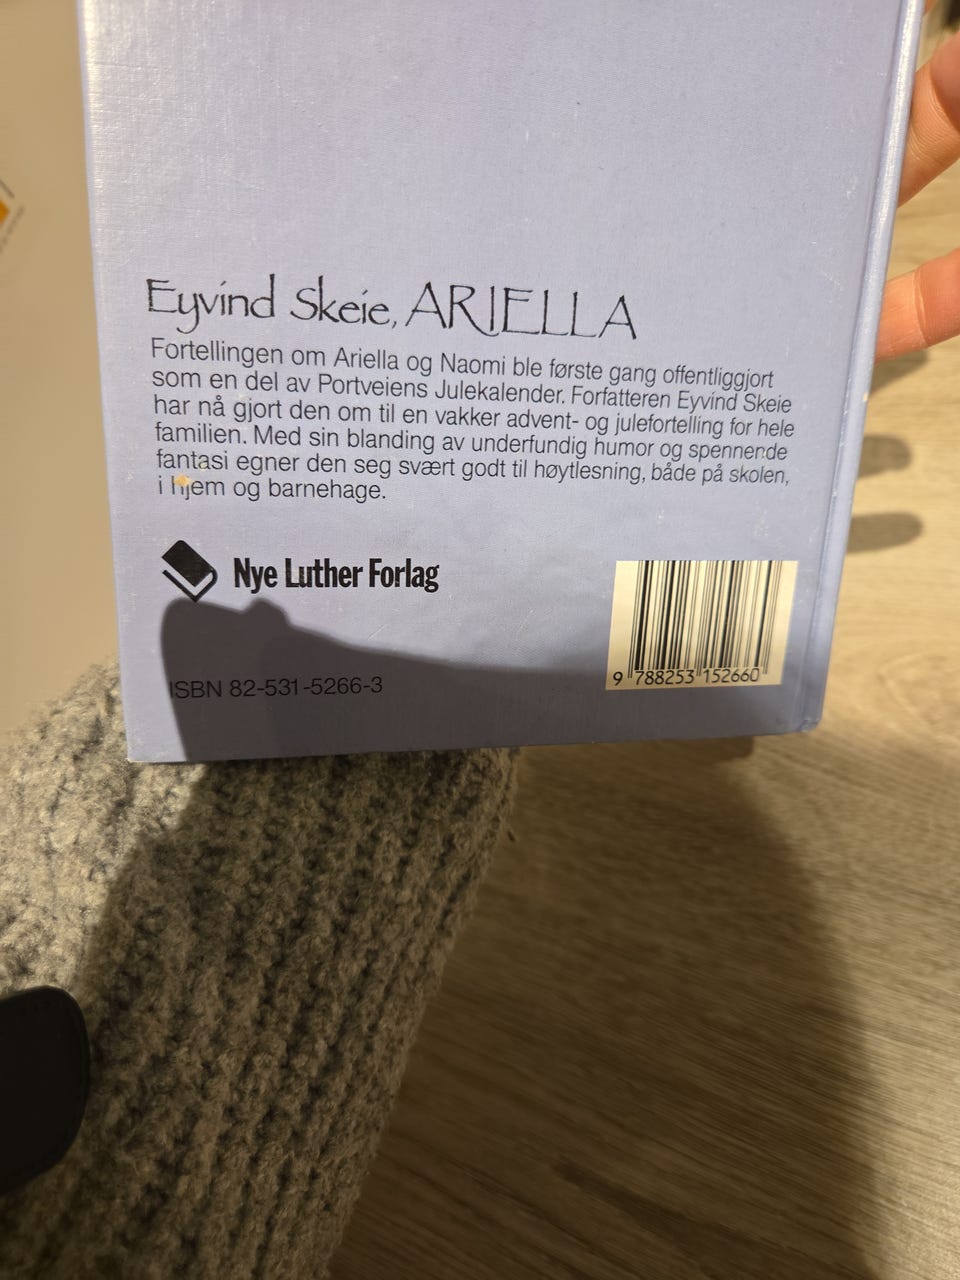 Eyvind Skeie, ARIELLA
Fortellingen om Ariella og Naomi ble første gang offentliggjort
som en del av Portveiens Julekalender. Forfatteren Eyvind Skeie
har nå gjort den om til en vakker advent- og julefortelling for hele
familien. Med sin blanding av underfundig humor og spennende
fantasi egner den seg svært godt til høytlesning, både på skolen,
i hjem og barnehage.
Nye Luther Forlag
ISBN 82-531-5266-3
9 788253 152660